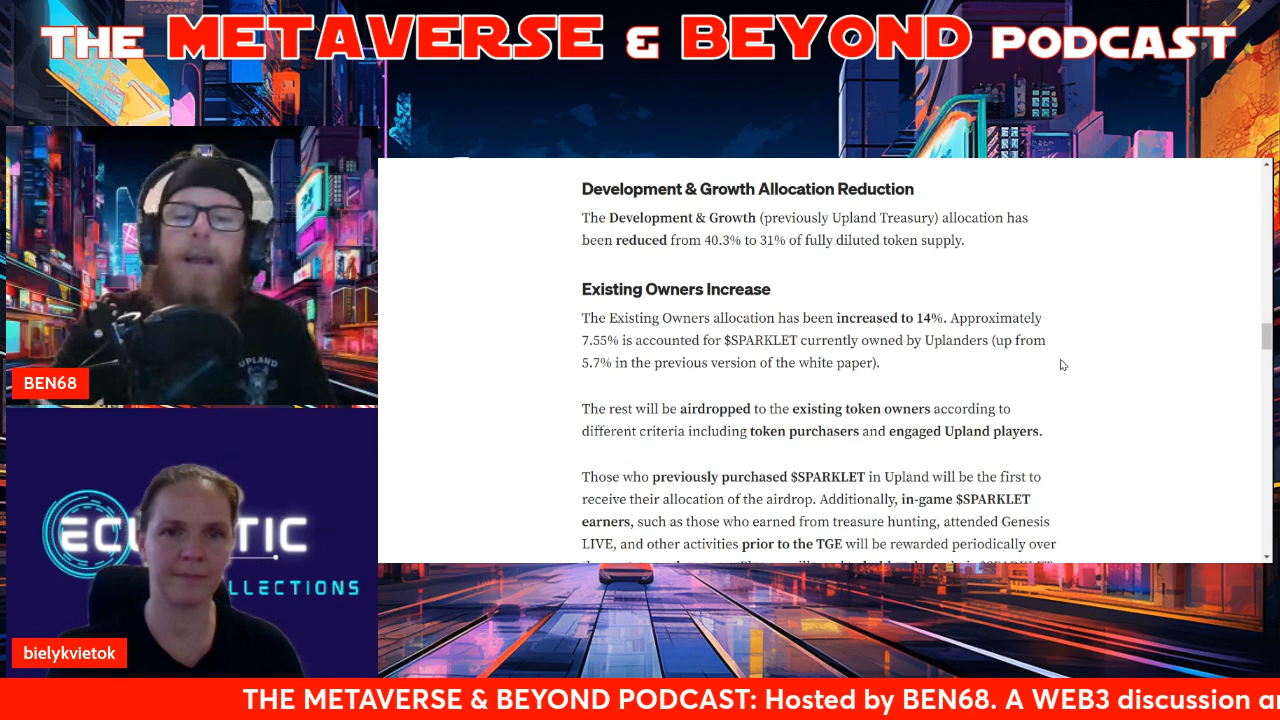 THE METAVERSE & BEYOND PODCAST
Development & Growth Allocation Reduction
The Development & Growth (previously Upland Treasury) allocation has
been reduced from 40.3% to 31% of fully diluted token supply.
Existing Owners Increase
The Existing Owners allocation has been increased to 14%. Approximately
7.55% is accounted for $SPARKLET currently owned by Uplanders (up from
5.7% in the previous version of the white paper).
The rest will be airdropped to the existing token owners according to
different criteria including token purchasers and engaged Upland players.
Those who previously purchased $SPARKLET in Upland will be the first to
receive their allocation of the airdrop. Additionally, in-game $SPARKLET
earners, such as those who earned from treasure hunting, attended Genesis
LIVE, and other activities prior to the TGE will be rewarded periodically over
UPLAND
BEN68
EC TIC
LLECTIONS
bielykvietok
THE METAVERSE & BEYOND PODCAST: Hosted by BEN68. A WEB3 discussion a